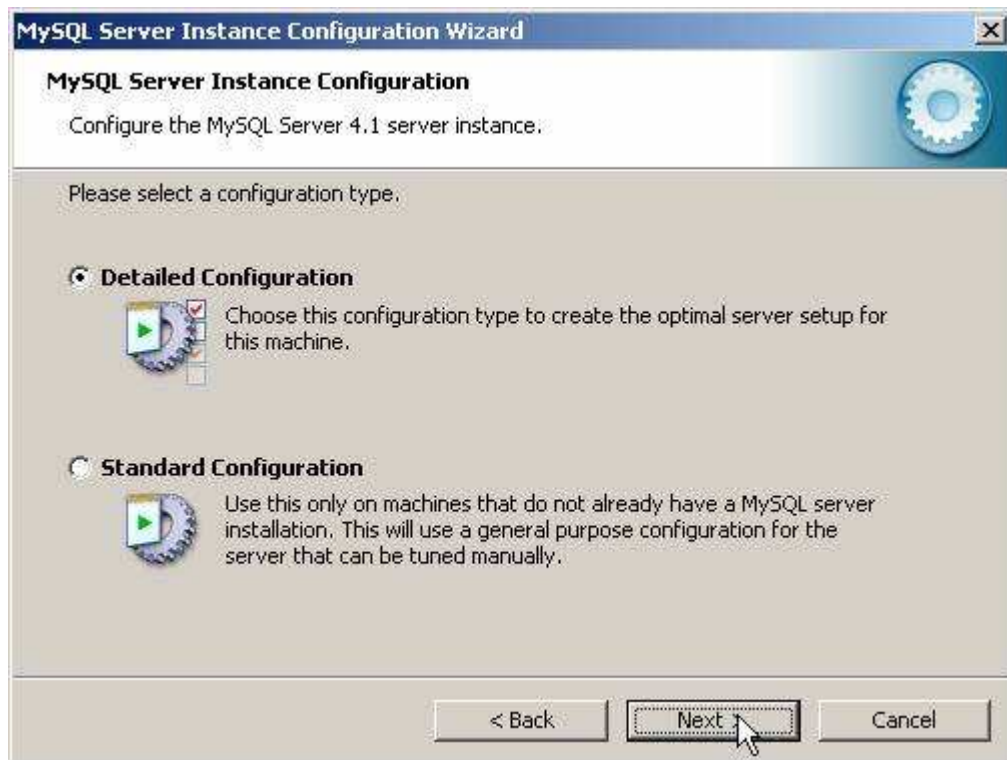 MySQL Server Instance Configuration Wizard
MySQL Server Instance Configuration
Configure the MySQL Server 4.1 server instance.
Please select a configuration type.
Detailed Configuration
Choose this configuration type to create the optimal server setup for
this machine.
Standard Configuration
Use this only on machines that do not already have a MySQL server
installation. This will use a general purpose configuration for the
server that can be tuned manually.
< Back
Next >
Cancel